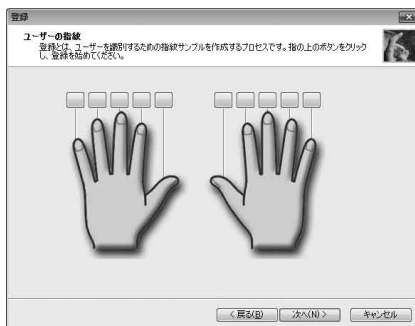 登録
ユーザーの指紋
登録とは、ユーザーを識別するための指紋サンプルを作成するプロセスです。指の上のボタンをクリック
し、登録を始めてください。
< 戻る(B)
次へ(N) >
キャンセル